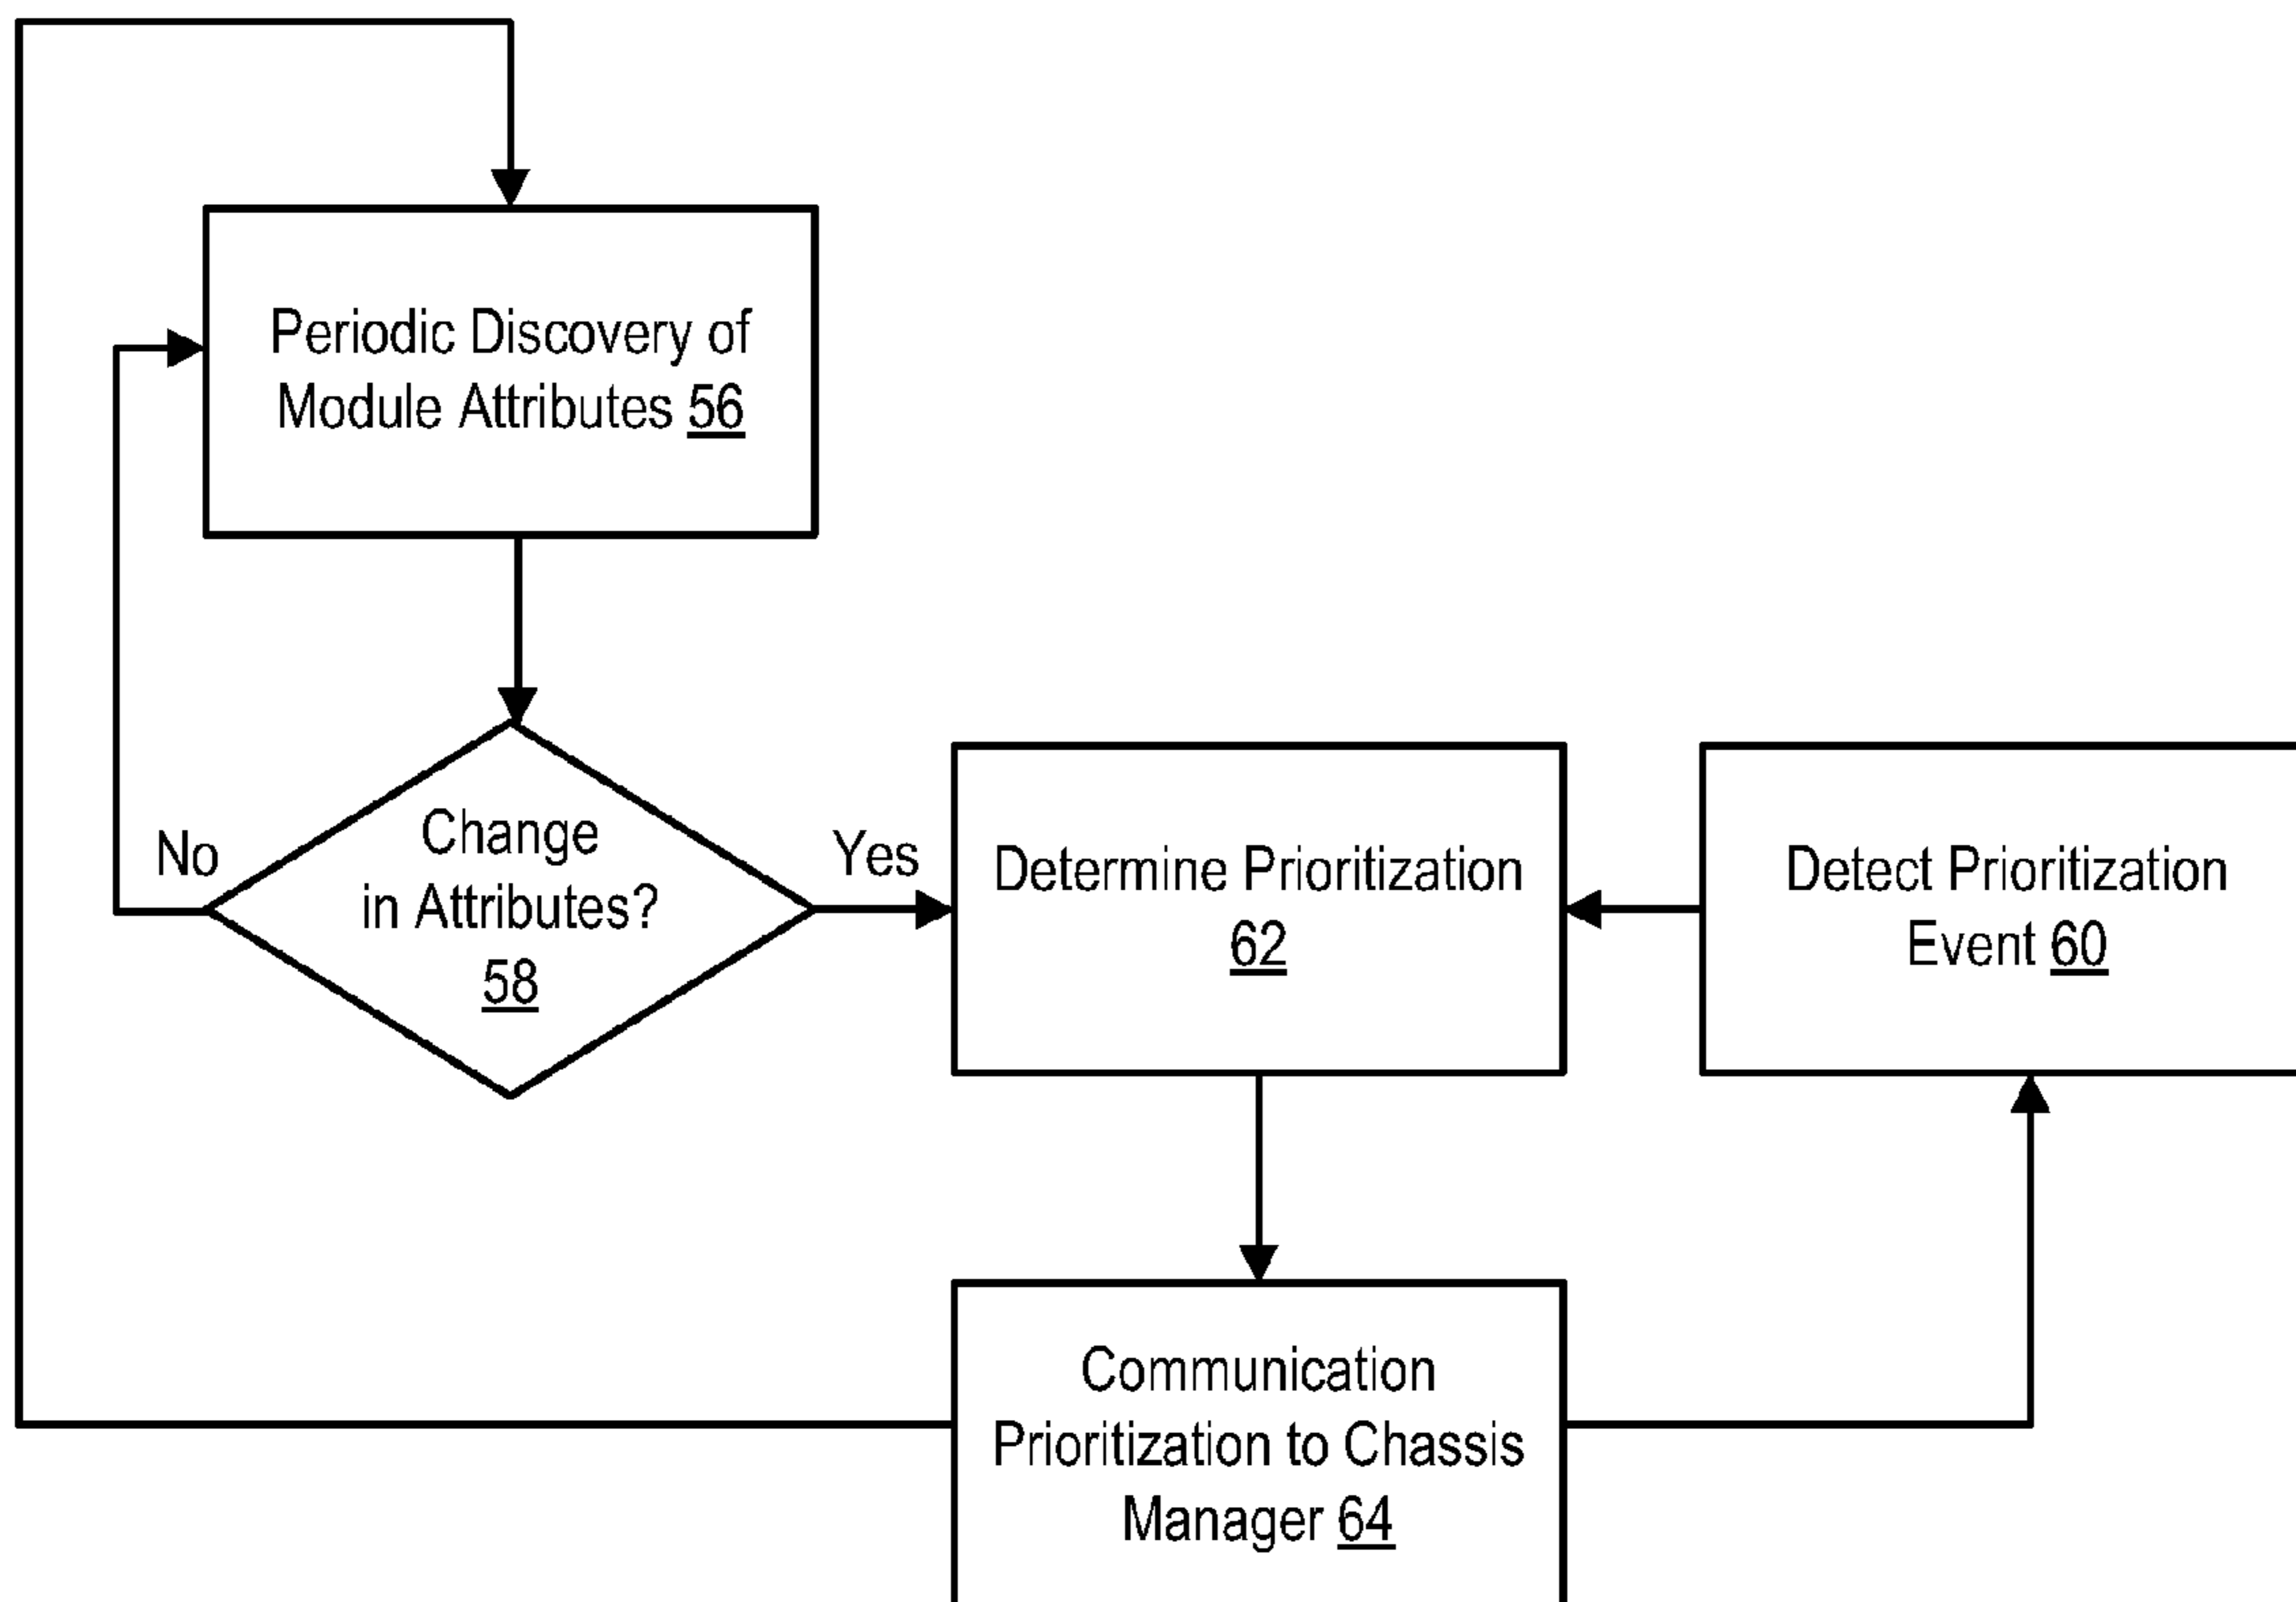 Periodic Discovery of
Module Attributes 56
Change
in Attributes?
58
No
Yes
Determine Prioritization
62
Detect Prioritization
Event 60
Communication
Prioritization to Chassis
Manager 64